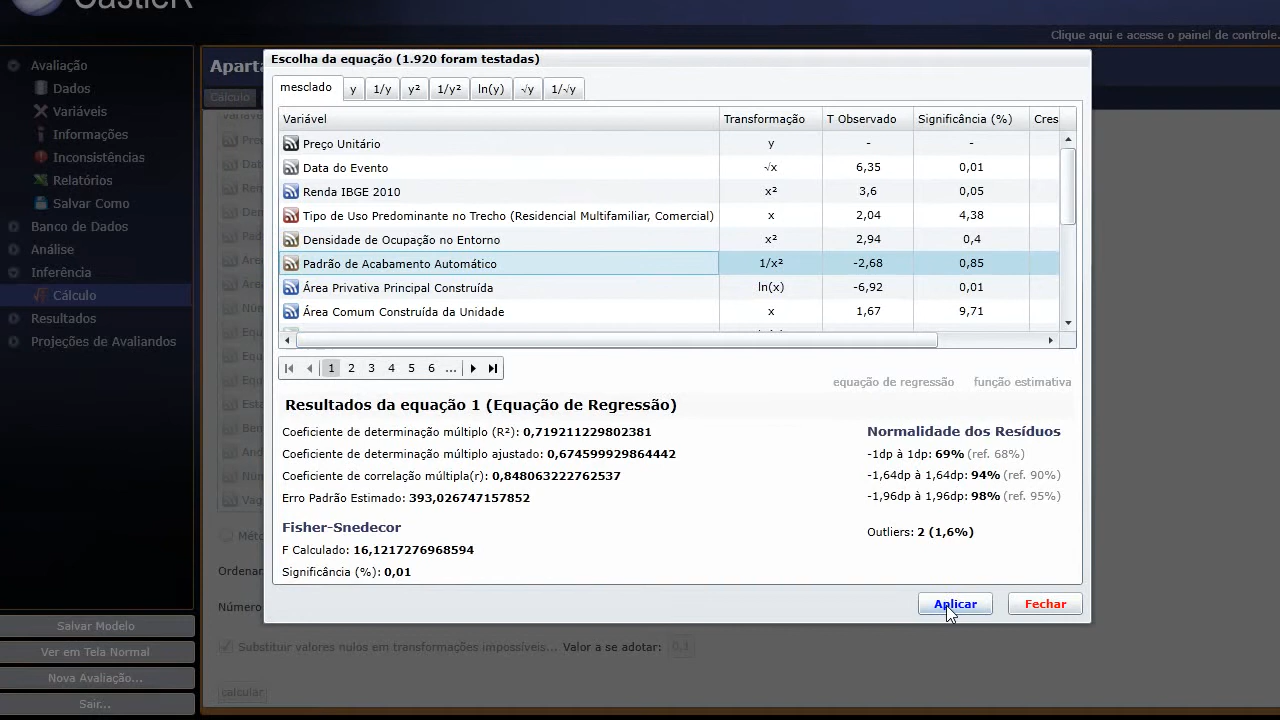 Clique aqui e acesse o painel de controle.
Avaliação
Dados
Variáveis
Informações
Inconsistências
Relatórios
Salvar Como
Banco de Dados
Análise
Inferência
Cálculo
Resultados
Projeções de Avaliandos
Salvar Modelo
Ver em Tela Normal
Nova Avaliação...
Sair...
Aparta
Cálculo
Escolha da equação (1.920 foram testadas)
mesclado y 1/y y² 1/y² ln(y) √y 1/√y
Variável Transformação T Observado Significância (%) Cres
Preço Unitário y - -
Data do Evento √x 6,35 0,01
Renda IBGE 2010 x² 3,6 0,05
Tipo de Uso Predominante no Trecho (Residencial Multifamiliar, Comercial) x 2,04 4,38
Densidade de Ocupação no Entorno x² 2,94 0,4
Padrão de Acabamento Automático 1/x² -2,68 0,85
Área Privativa Principal Construída ln(x) -6,92 0,01
Área Comum Construída da Unidade x 1,67 9,71
1 2 3 4 5 6 ...
equação de regressão função estimativa
Resultados da equação 1 (Equação de Regressão)
Coeficiente de determinação múltiplo (R²): 0,719211229802381
Coeficiente de determinação múltiplo ajustado: 0,674599929864442
Coeficiente de correlação múltipla(r): 0,848063222762537
Erro Padrão Estimado: 393,026747157852
Fisher-Snedecor
F Calculado: 16,1217276968594
Significância (%): 0,01
Normalidade dos Resíduos
-1dp à 1dp: 69% (ref. 68%)
-1,64dp à 1,64dp: 94% (ref. 90%)
-1,96dp à 1,96dp: 98% (ref. 95%)
Outliers: 2 (1,6%)
Aplicar Fechar
Méto
Ordenar
Número
Substituir valores nulos em transformações impossíveis... Valor a se adotar: 0,1
calcular